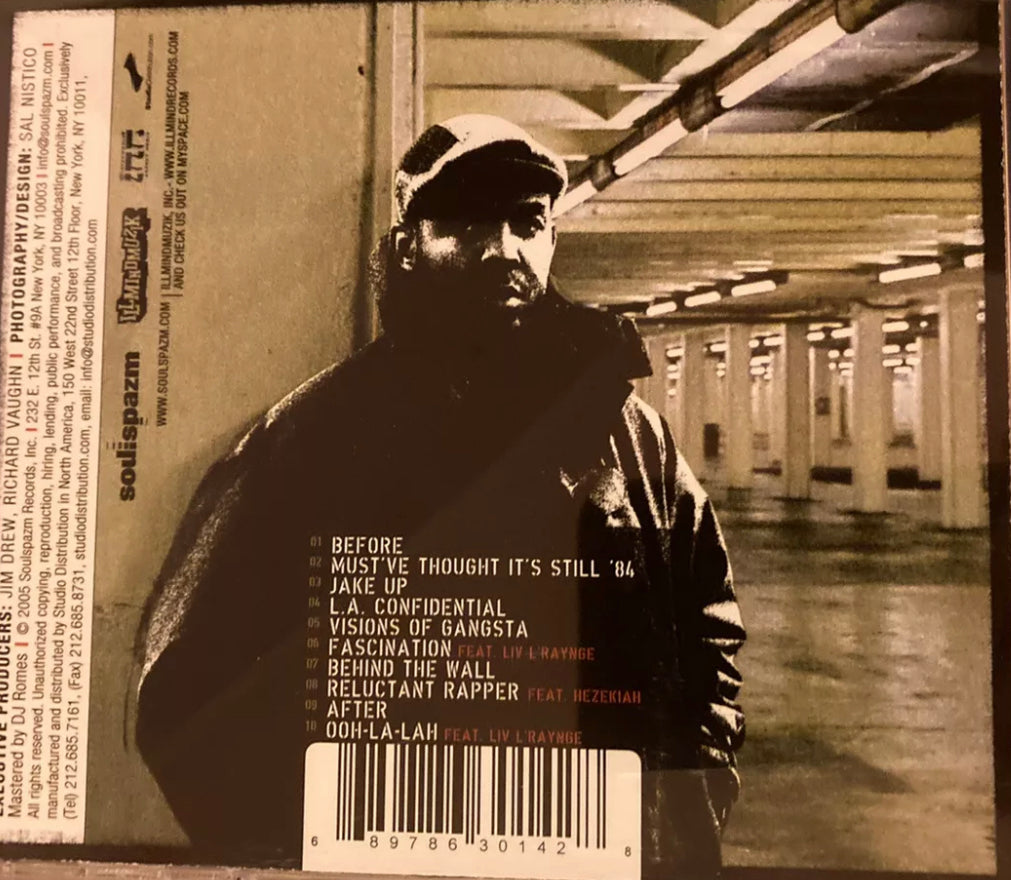 EXECUTIVE PRODUCERS: JIM DREW, RICHARD VAUGHN | PHOTOGRAPHY/DESIGN: SAL NISTICO
Mastered by DJ Romes | © 2005 Soulspazm Records, Inc. | 232 E. 12th St. #9A New York, NY 10003 | info@soulspazm.com |
All rights reserved. Unauthorized copying, reproduction, hiring, lending, public performance, and broadcasting prohibited. Exclusively
manufactured and distributed by Studio Distribution in North America, 150 West 22nd Street 12th Floor, New York, NY 10011,
(Tel) 212.685.7161, (Fax) 212.685.8731, studiodistribution.com, email: info@studiodistribution.com
soulspazm
ILLMINDMUZIK
WWW.SOULSPAZM.COM | ILLMINDMUZIK, INC.- WWW.ILLMINDRECORDS.COM
AND CHECK US OUT ON MYSPACE.COM
01 BEFORE
02 MUST'VE THOUGHT IT'S STILL '84
03 JAKE UP
04 L.A. CONFIDENTIAL
05 VISIONS OF GANGSTA
06 FASCINATION FEAT. LIV L'RAYNGE
07 BEHIND THE WALL
08 RELUCTANT RAPPER FEAT. HEZEKIAH
09 AFTER
10 OOH-LA-LAH FEAT. LIV L'RAYNGE
6 89786 30142 8